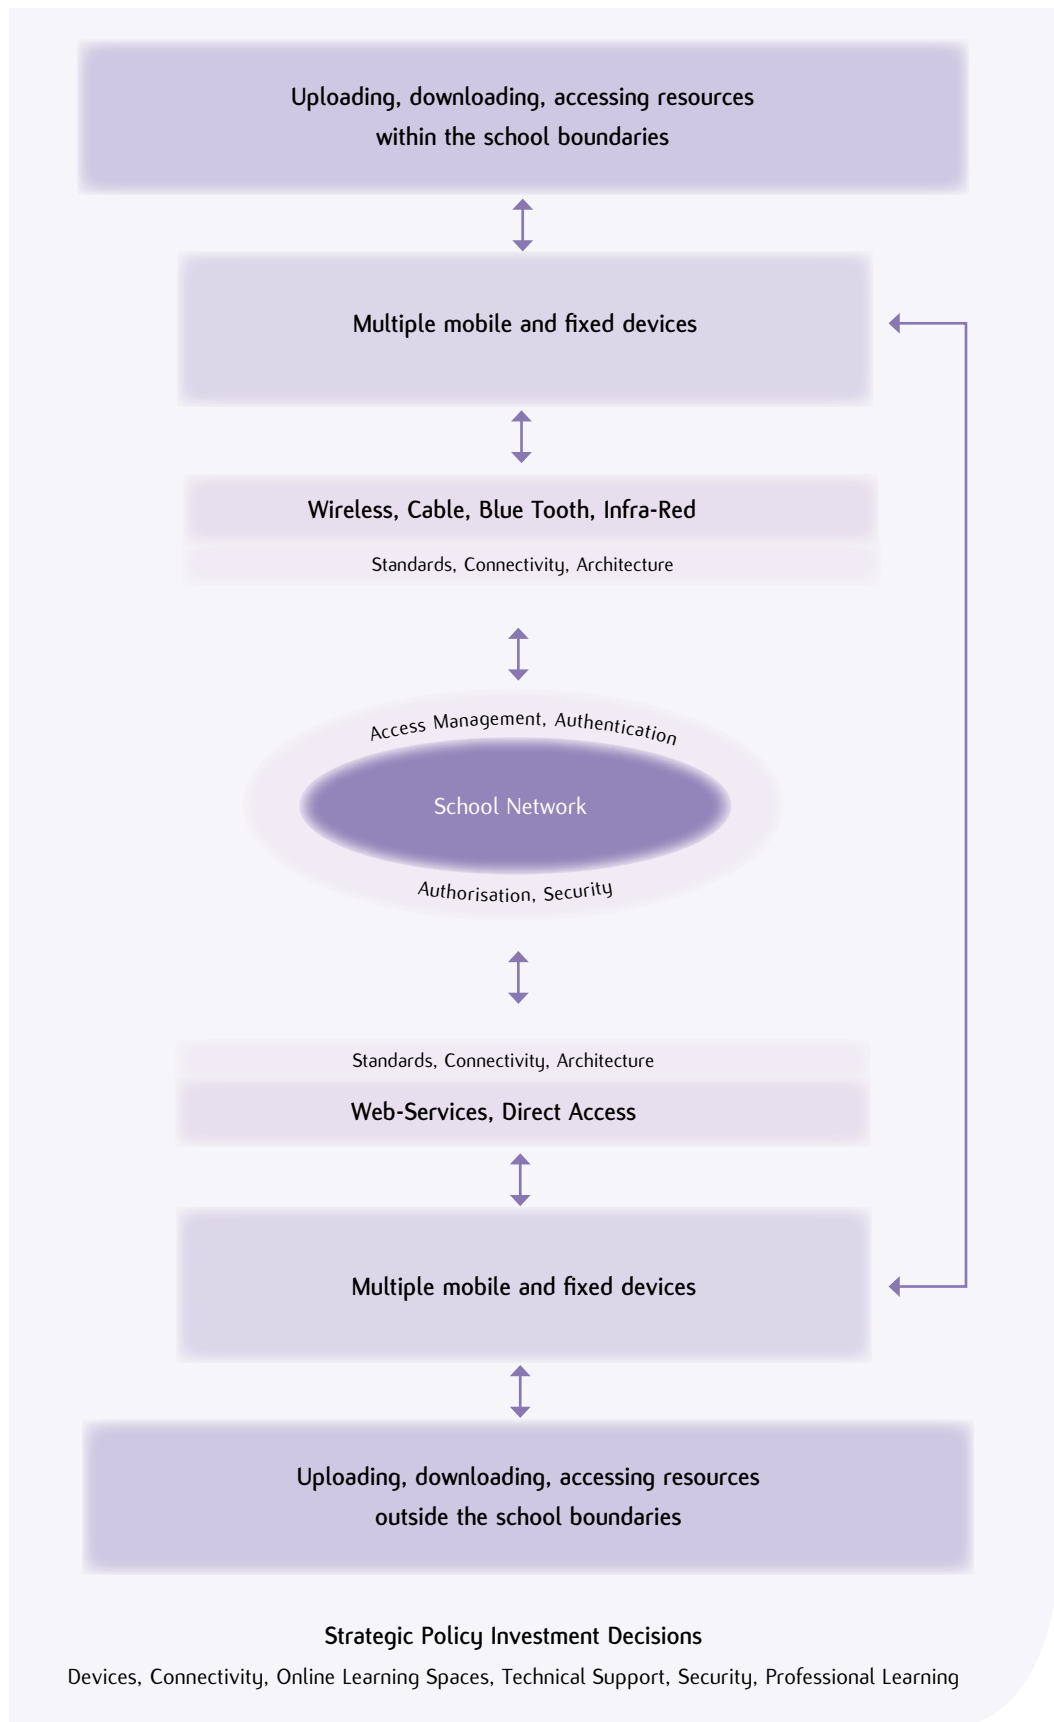 Uploading, downloading, accessing resources
within the school boundaries
Multiple mobile and fixed devices
Wireless, Cable, Blue Tooth, Infra-Red
Standards, Connectivity, Architecture
Access Management, Authentication
School Network
Authorisation, Security
Standards, Connectivity, Architecture
Web-Services, Direct Access
Multiple mobile and fixed devices
Uploading, downloading, accessing resources
outside the school boundaries
Strategic Policy Investment Decisions
Devices, Connectivity, Online Learning Spaces, Technical Support, Security, Professional Learning